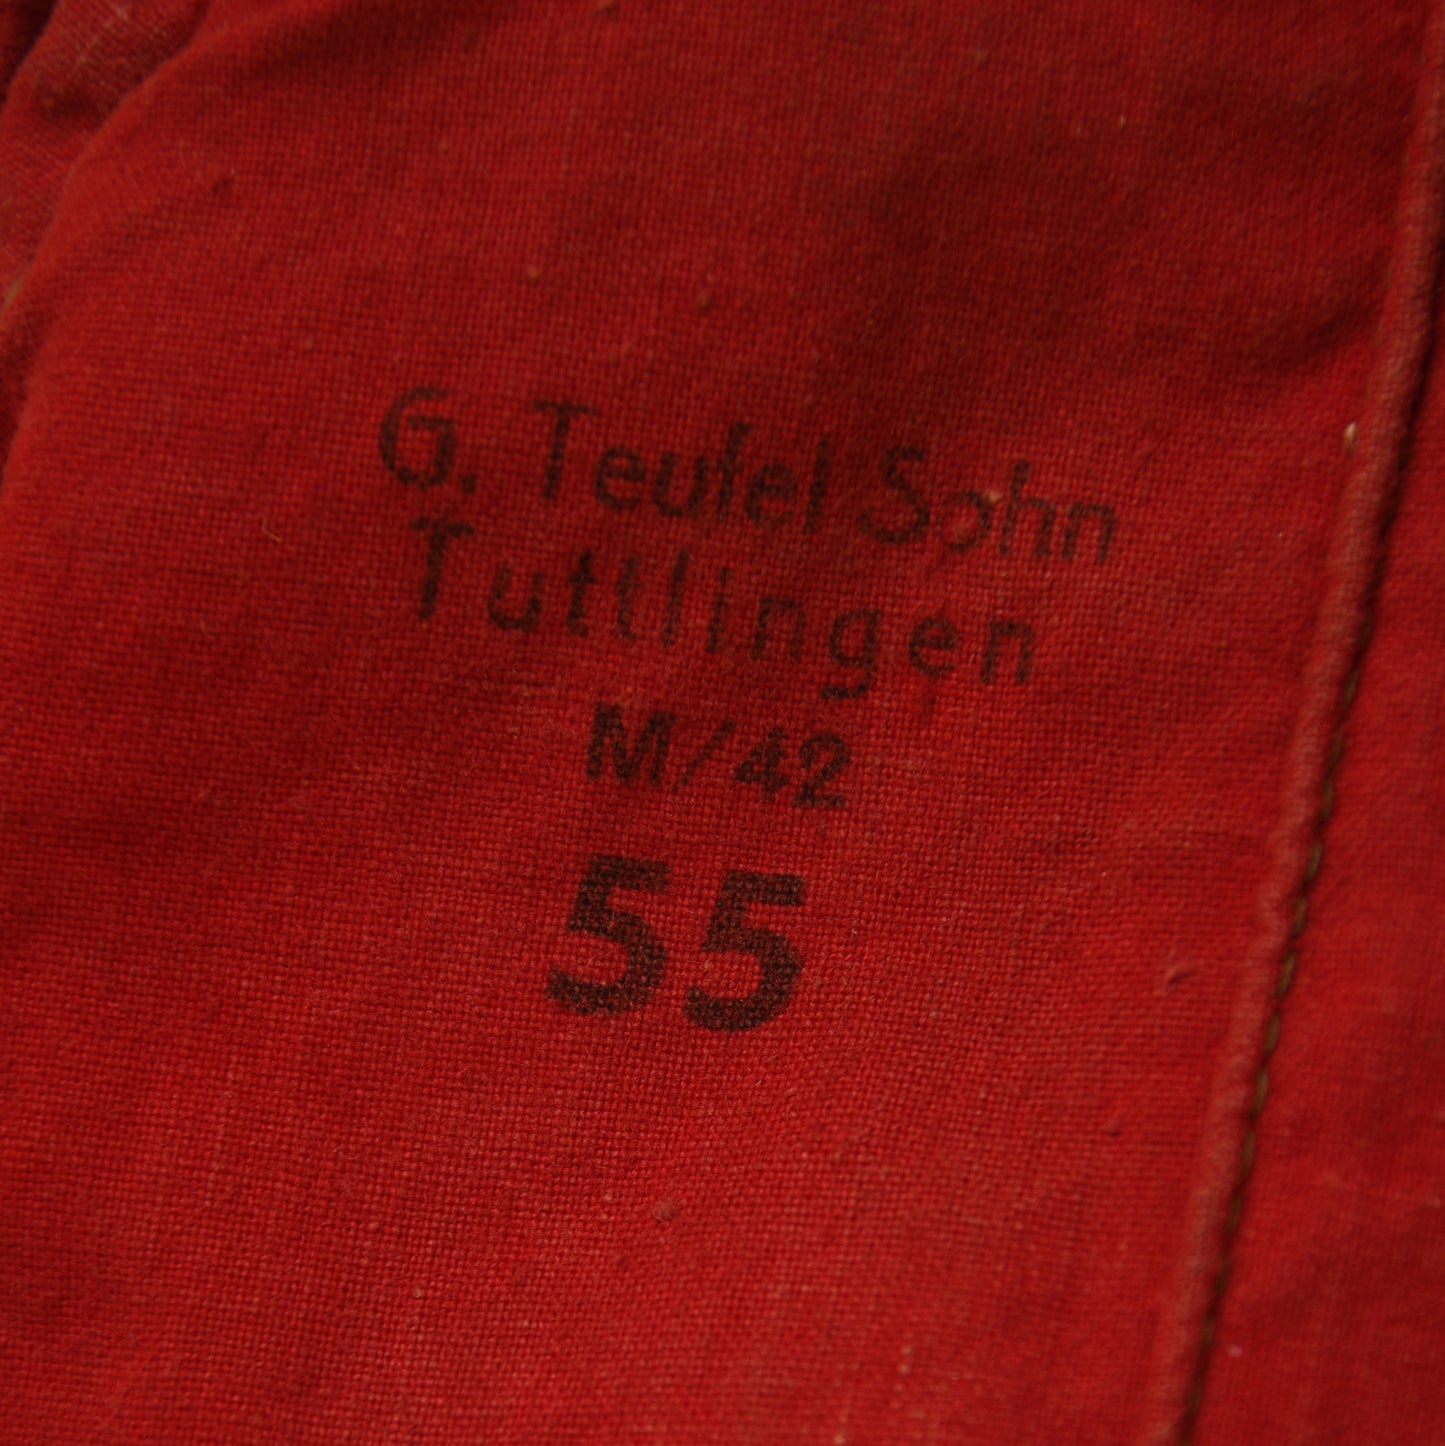 G. Teufel Sohn
Tuttlingen
M/42
55